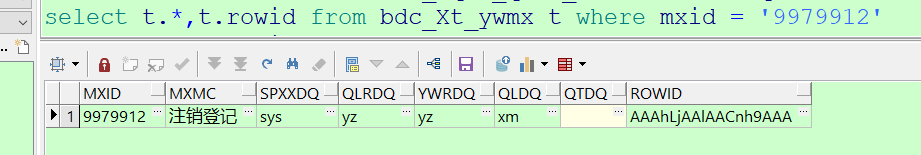 select t.*,t.rowid from bdc_Xt_ywmx t where mxid = '9979912'
MXID MXMC SPXXDQ QLRDQ YWRDQ QLDQ QTDQ ROWID
1 9979912 ... 注销登记 ... sys ... yz ... yz ... xm ... ... AAAhLjAAlAACnh9AAA ...